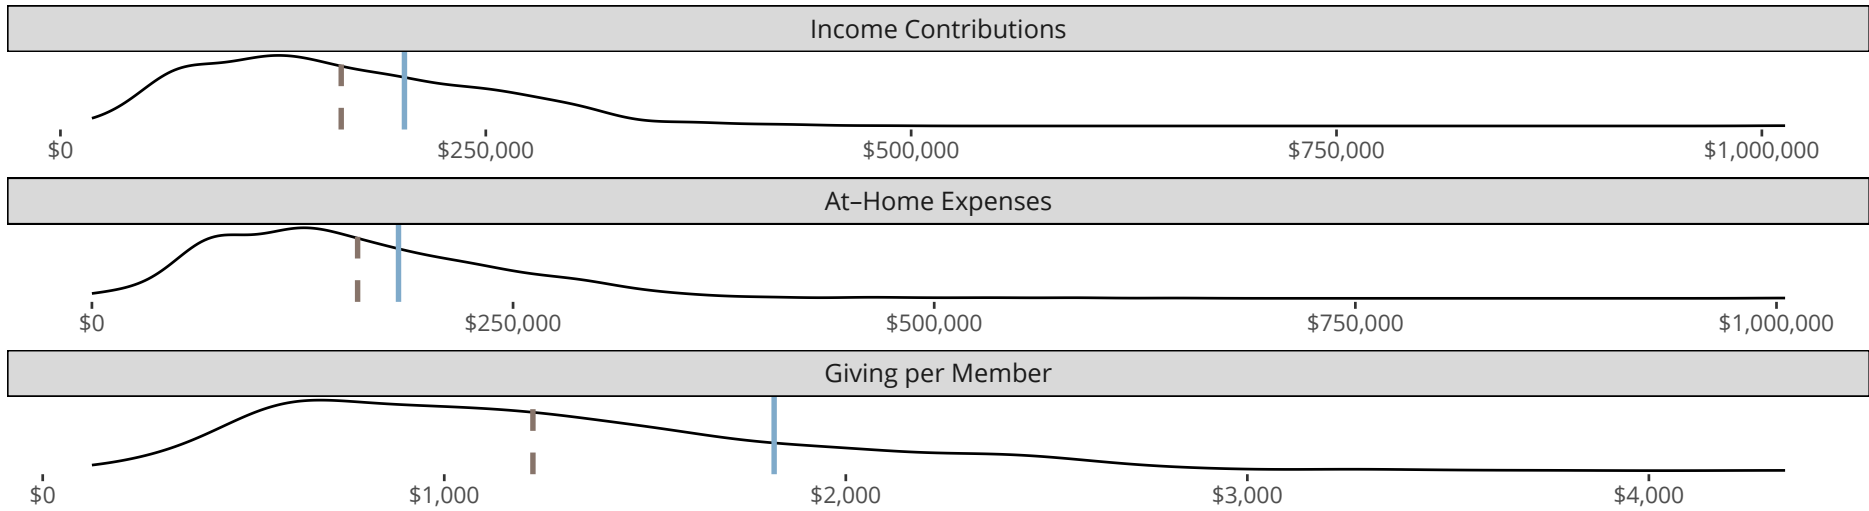 Income Contributions
$0 $250,000 $500,000 $750,000 $1,000,000
At–Home Expenses
$0 $250,000 $500,000 $750,000 $1,000,000
Giving per Member
$0 $1,000 $2,000 $3,000 $4,000